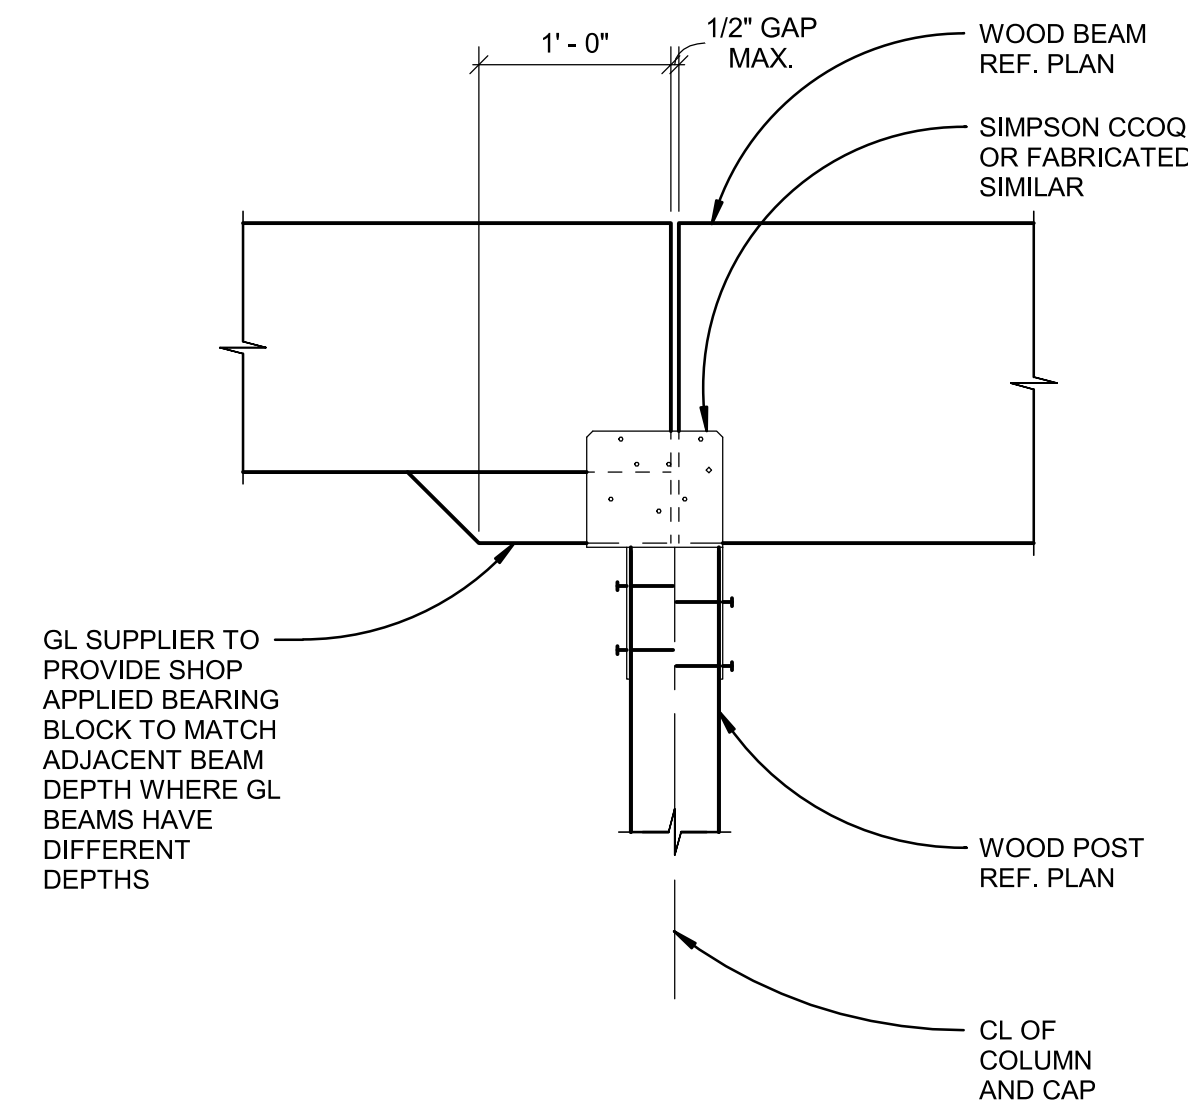 1' - 0"
1/2" GAP
MAX.
WOOD BEAM
REF. PLAN
SIMPSON CCOQ
OR FABRICATED
SIMILAR
GL SUPPLIER TO
PROVIDE SHOP
APPLIED BEARING
BLOCK TO MATCH
ADJACENT BEAM
DEPTH WHERE GL
BEAMS HAVE
DIFFERENT
DEPTHS
WOOD POST
REF. PLAN
CL OF
COLUMN
AND CAP